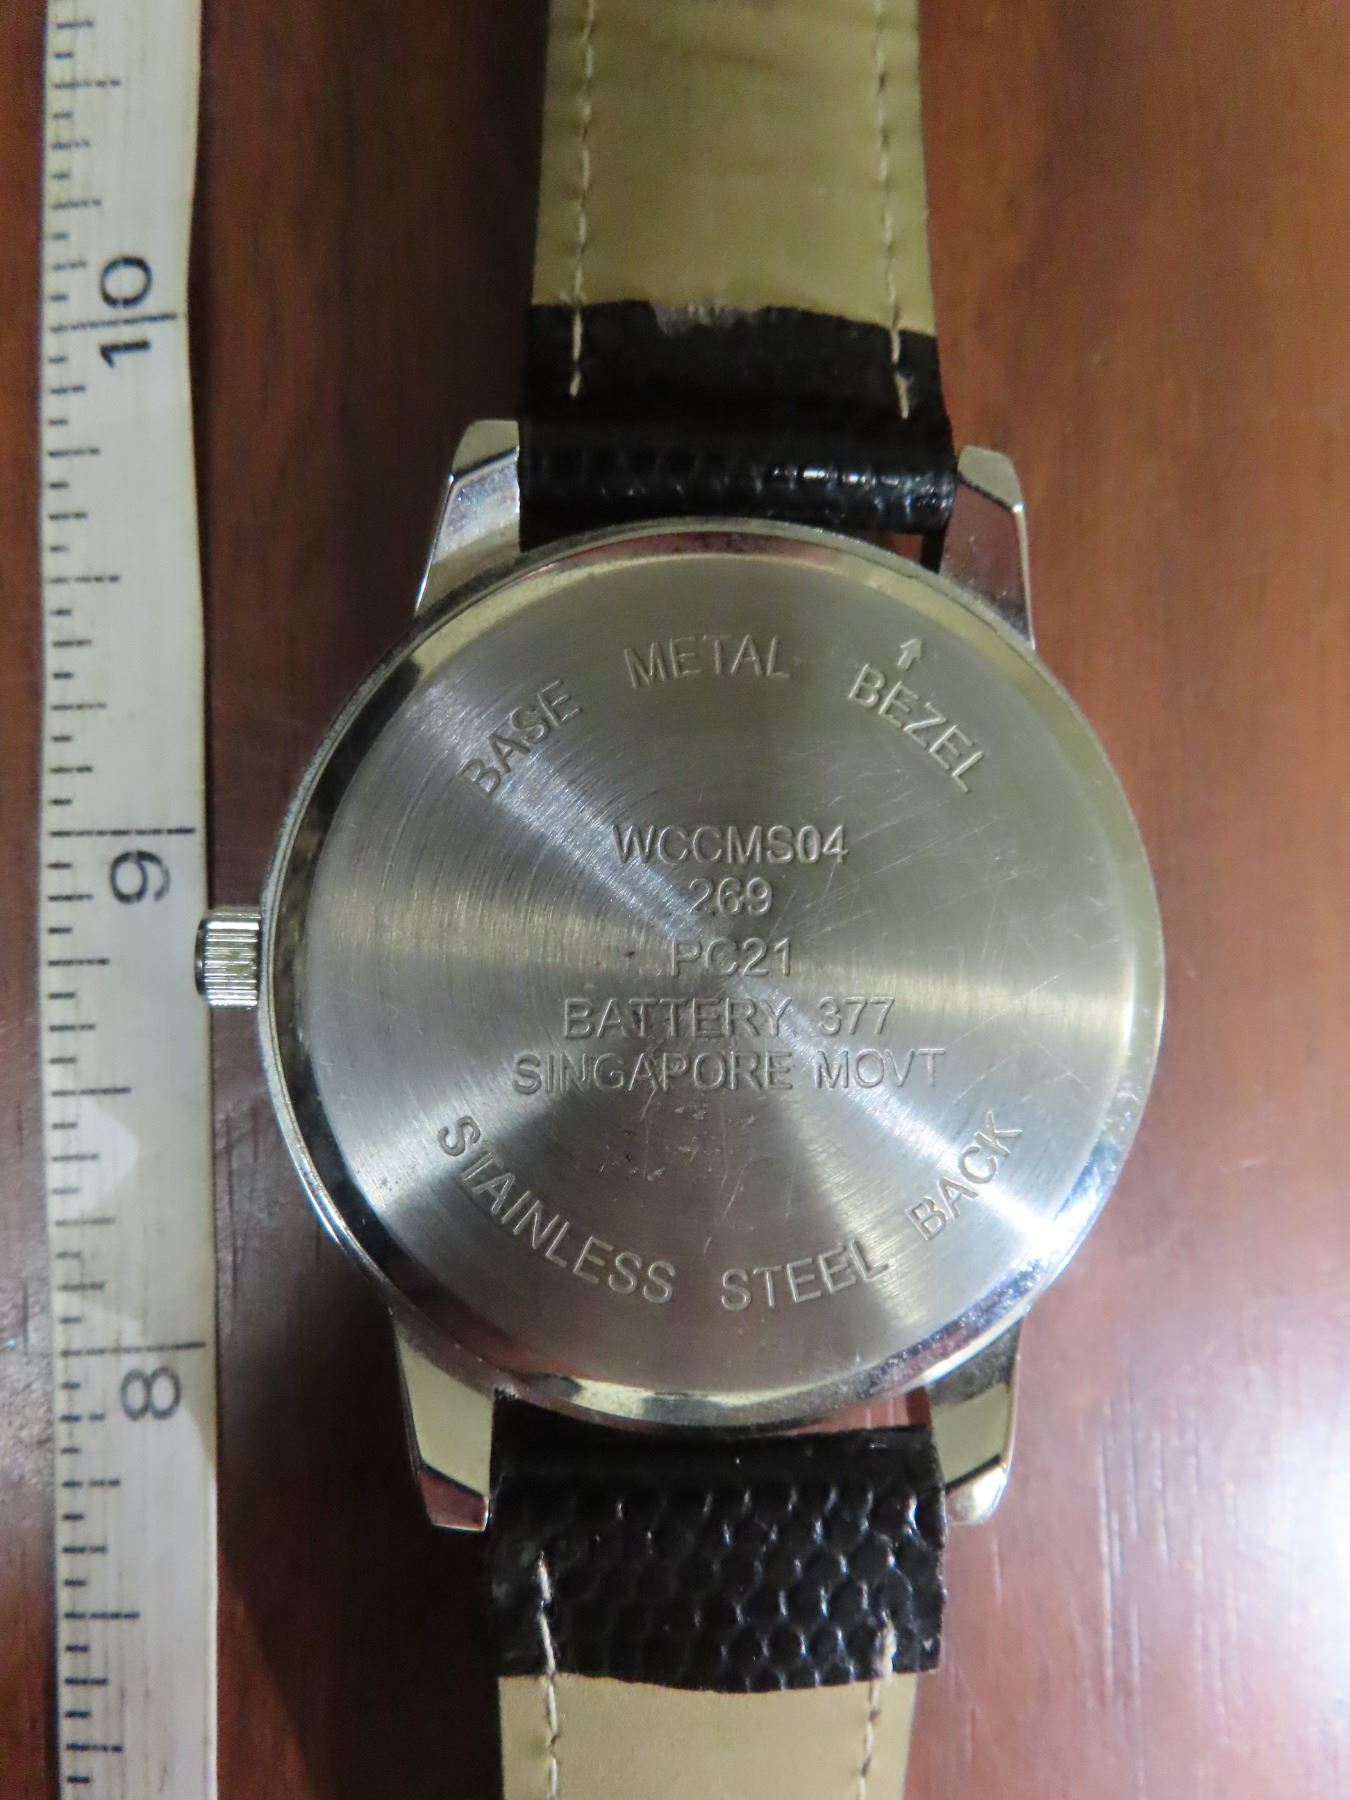 10
9
8
BASE METAL BEZEL
WCCMS04
269
PC21
BATTERY 377
SINGAPORE MOVT
STAINLESS STEEL BACK